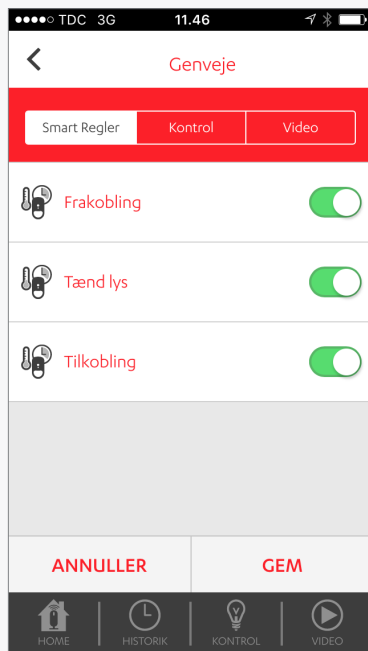 TDC 3G 11.46
Genveje
Smart Regler Kontrol Video
Frakobling
Tænd lys
Tilkobling
ANNULLER GEM
HOME HISTORIK KONTROL VIDEO